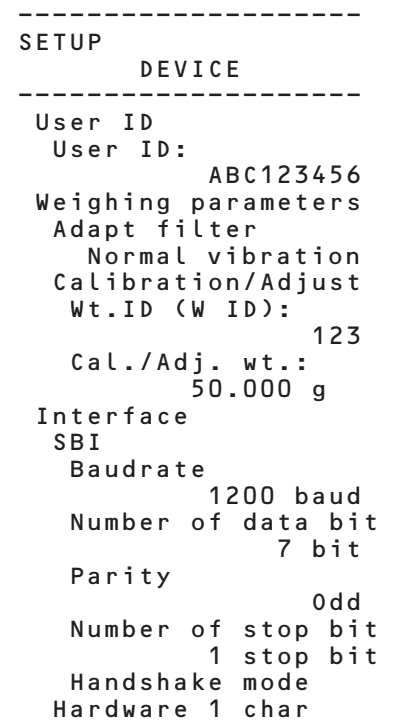 --------------------
SETUP
       DEVICE
--------------------
 User ID
  User ID:
           ABC123456
 Weighing parameters
  Adapt filter
    Normal vibration
  Calibration/Adjust
   Wt.ID (W ID):
                 123
   Cal./Adj. wt.:
          50.000 g
 Interface
  SBI
   Baudrate
           1200 baud
   Number of data bit
               7 bit
   Parity
                 Odd
   Number of stop bit
           1 stop bit
   Handshake mode
  Hardware 1 char